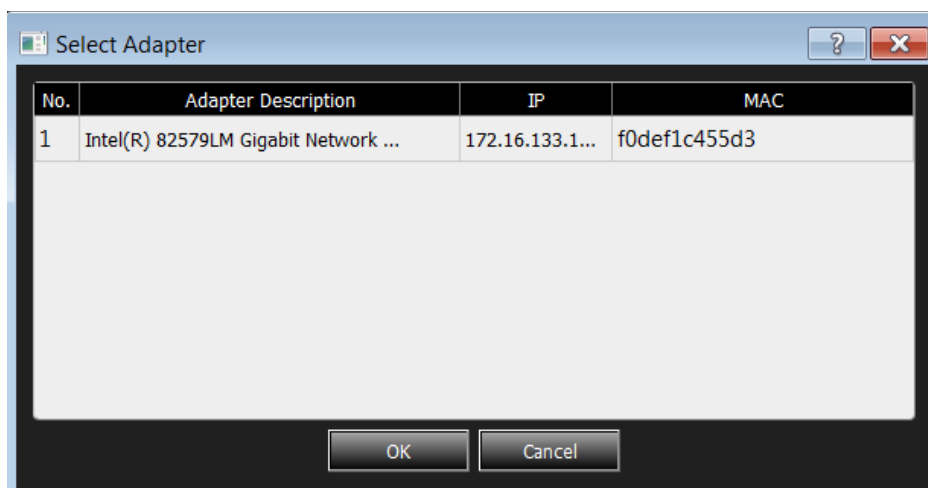 Select Adapter
No. Adapter Description IP MAC
1 Intel(R) 82579LM Gigabit Network ... 172.16.133.1... f0def1c455d3
OK Cancel